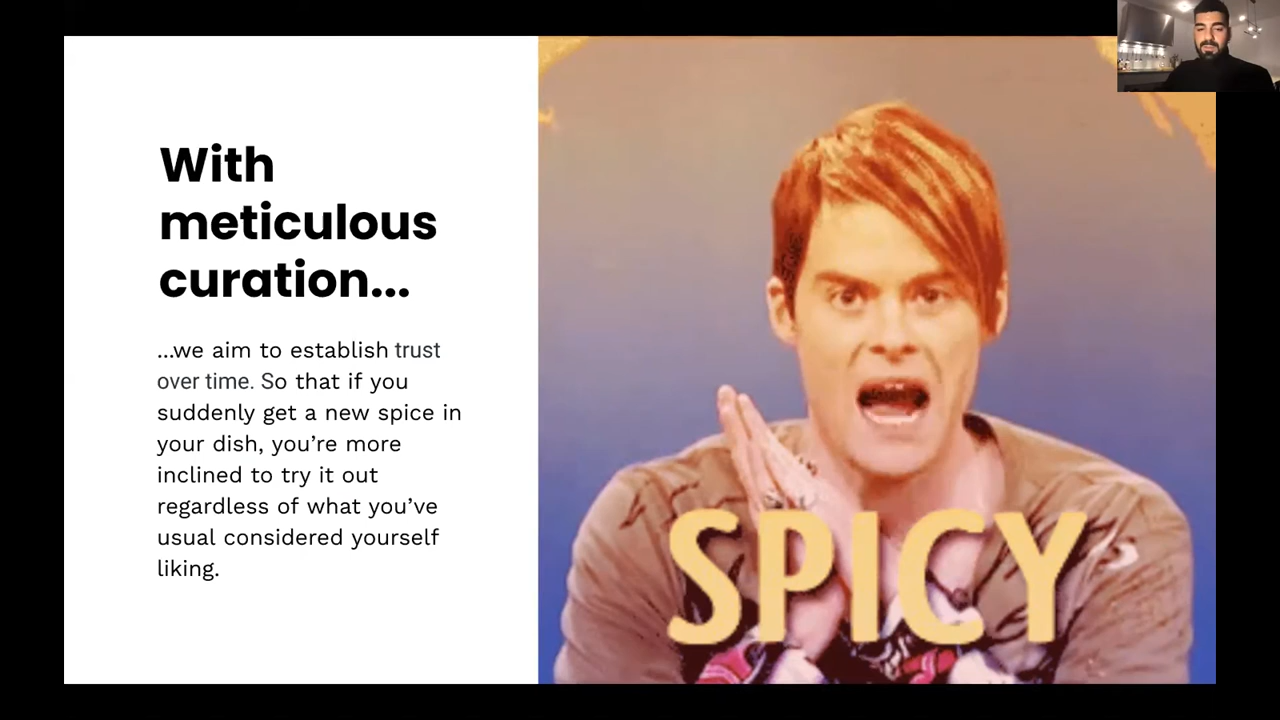 With
meticulous
curation...
...we aim to establish trust
over time. So that if you
suddenly get a new spice in
your dish, you’re more
inclined to try it out
regardless of what you’ve
usual considered yourself
liking.
SPICY